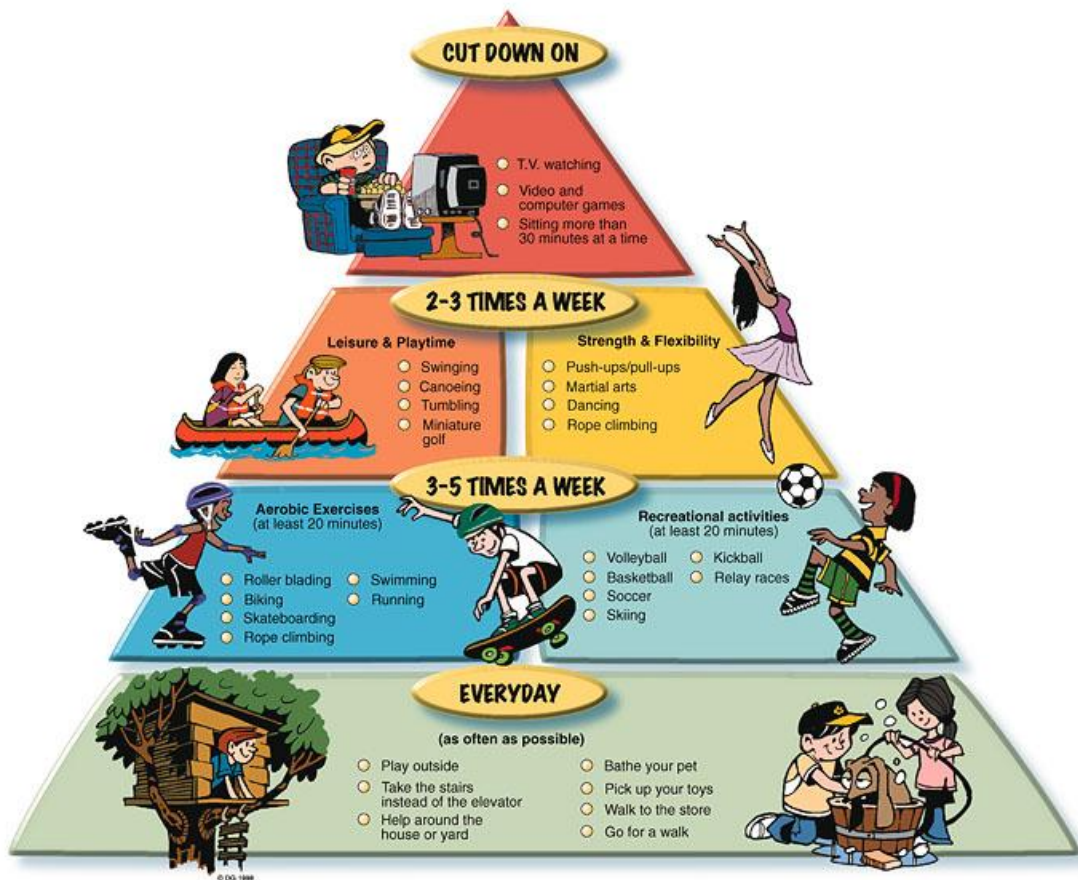 CUT DOWN ON
T.V. watching
Video and
computer games
Sitting more than
30 minutes at a time
2-3 TIMES A WEEK
Leisure & Playtime
Swinging
Canoeing
Tumbling
Miniature
golf
Strength & Flexibility
Push-ups/pull-ups
Martial arts
Dancing
Rope climbing
3-5 TIMES A WEEK
Aerobic Exercises
(at least 20 minutes)
Roller blading
Biking
Skateboarding
Rope climbing
Swimming
Running
Recreational activities
(at least 20 minutes)
Volleyball
Basketball
Soccer
Skiing
Kickball
Relay races
EVERYDAY
(as often as possible)
Play outside
Take the stairs
instead of the elevator
Help around the
house or yard
Bathe your pet
Pick up your toys
Walk to the store
Go for a walk
© DG, 1998